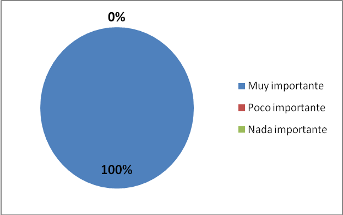 0%
100%
Muy importante
Poco importante
Nada importante